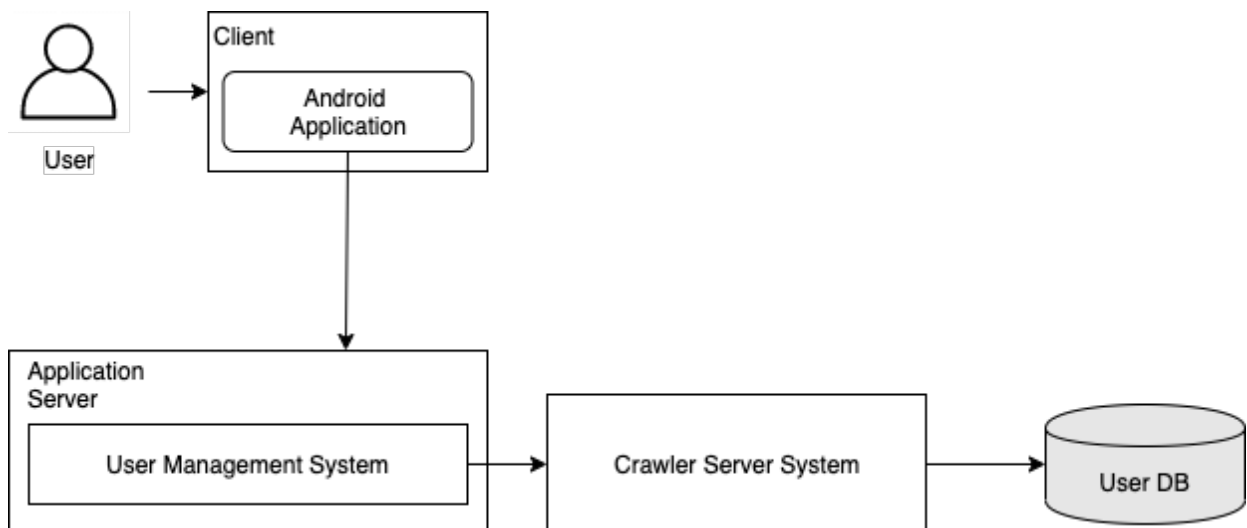 Client
Android
Application
User
Application
Server
User Management System
Crawler Server System
User DB